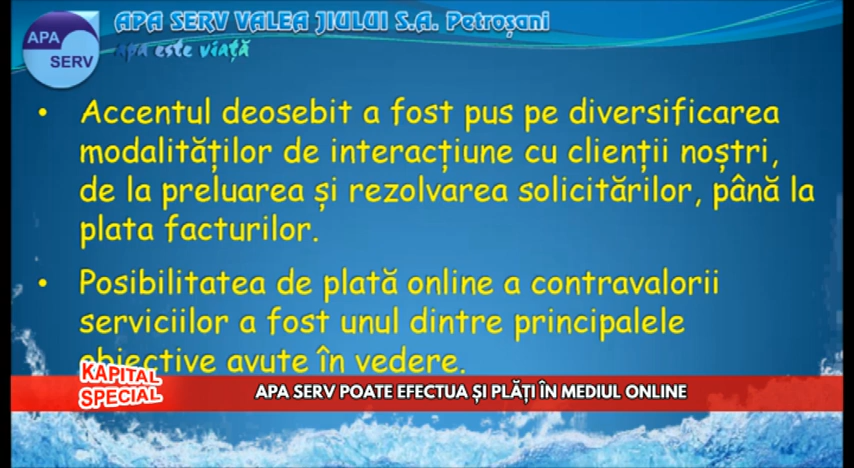 APA
SERV
APA SERV VALEA JIULUI S.A. Petroșani
apa este viață
• Accentul deosebit a fost pus pe diversificarea
modalităților de interacțiune cu clienții noștri,
de la preluarea și rezolvarea solicitărilor, până la
plata facturilor.
• Posibilitatea de plată online a contravalorii
serviciilor a fost unul dintre principalele
obiective avute în vedere.
KAPITAL
SPECIAL
APA SERV POATE EFECTUA ȘI PLĂȚI ÎN MEDIUL ONLINE